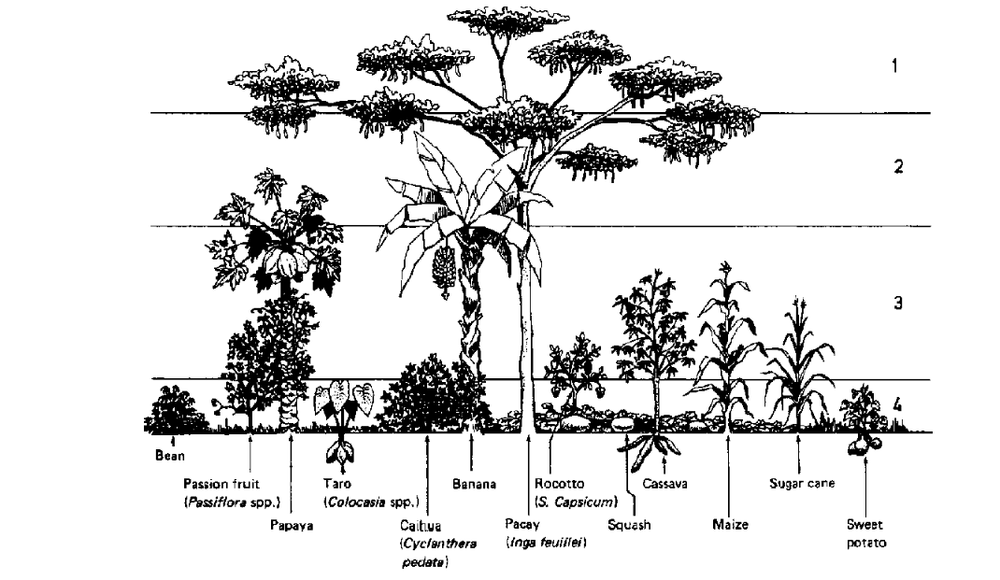 1
2
3
4
Bean
Passion fruit
(Passiflora spp.)
Papaya
Taro
(Colocasia spp.)
Caihua
(Cyclanthera
pedata)
Banana
Pacay
(Inga feuillei)
Rocotto
(S. Capsicum)
Squash
Cassava
Maize
Sugar cane
Sweet
potato